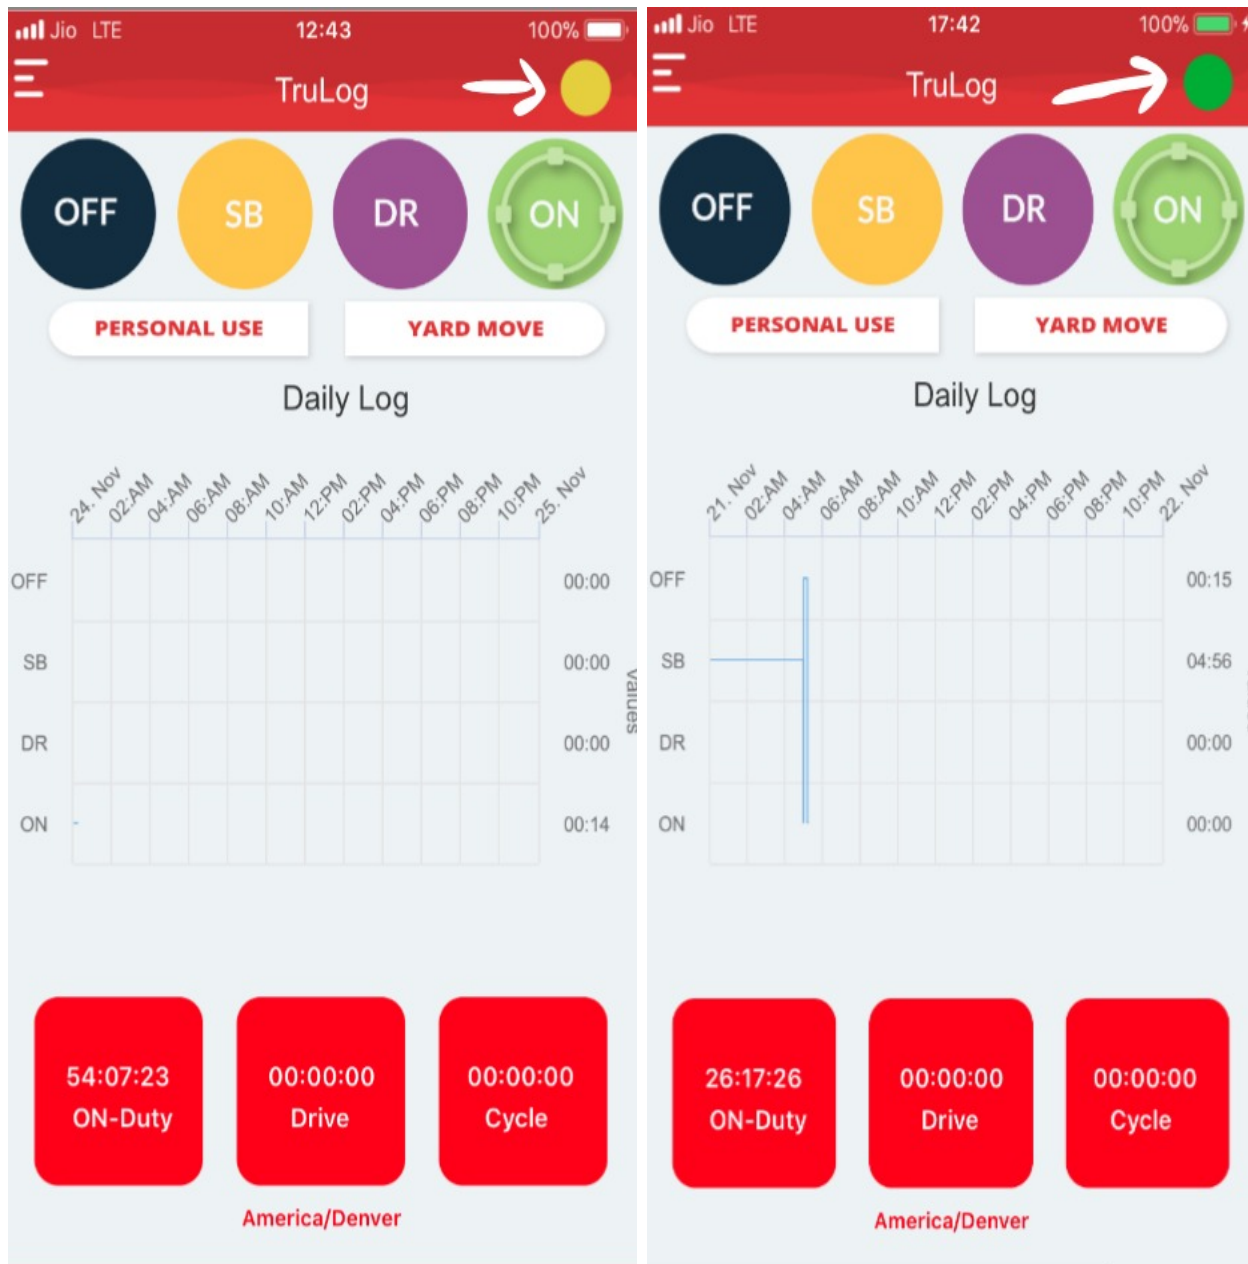 Jio LTE 12:43 100%
TruLog
OFF SB DR ON
PERSONAL USE YARD MOVE
Daily Log
24. Nov 02:AM 04:AM 06:AM 08:AM 10:AM 12:PM 02:PM 04:PM 06:PM 08:PM 10:PM 25. Nov
OFF 00:00
SB 00:00
Values
DR 00:00
ON 00:14
54:07:23 00:00:00 00:00:00
ON-Duty Drive Cycle
America/Denver
Jio LTE 17:42 100%
TruLog
OFF SB DR ON
PERSONAL USE YARD MOVE
Daily Log
21. Nov 02:AM 04:AM 06:AM 08:AM 10:AM 12:PM 02:PM 04:PM 06:PM 08:PM 10:PM 22. Nov
OFF 00:15
SB 04:56
DR 00:00
ON 00:00
26:17:26 00:00:00 00:00:00
ON-Duty Drive Cycle
America/Denver